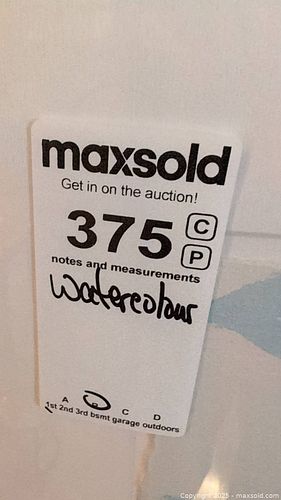 maxsold
Get in on the auction!
375 C
P
notes and measurements
watercolour
A B C D
1st 2nd 3rd bsmt garage outdoors
Copyright 2025 - maxsold.com